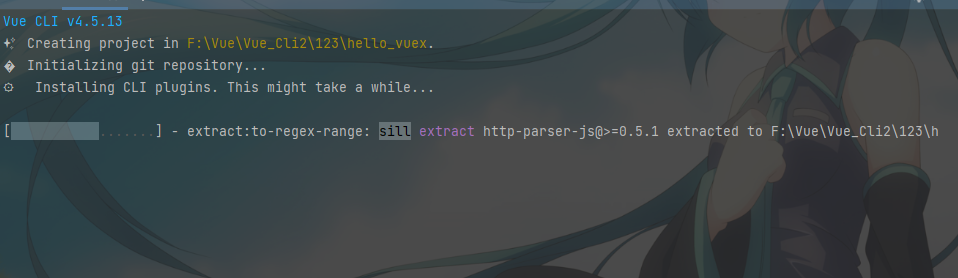 Vue CLI v4.5.13
✨ Creating project in F:\Vue\Vue_Cli2\123\hello_vuex.
� Initializing git repository...
⚙ Installing CLI plugins. This might take a while...
[ .......] - extract:to-regex-range: sill extract http-parser-js@>=0.5.1 extracted to F:\Vue\Vue_Cli2\123\h